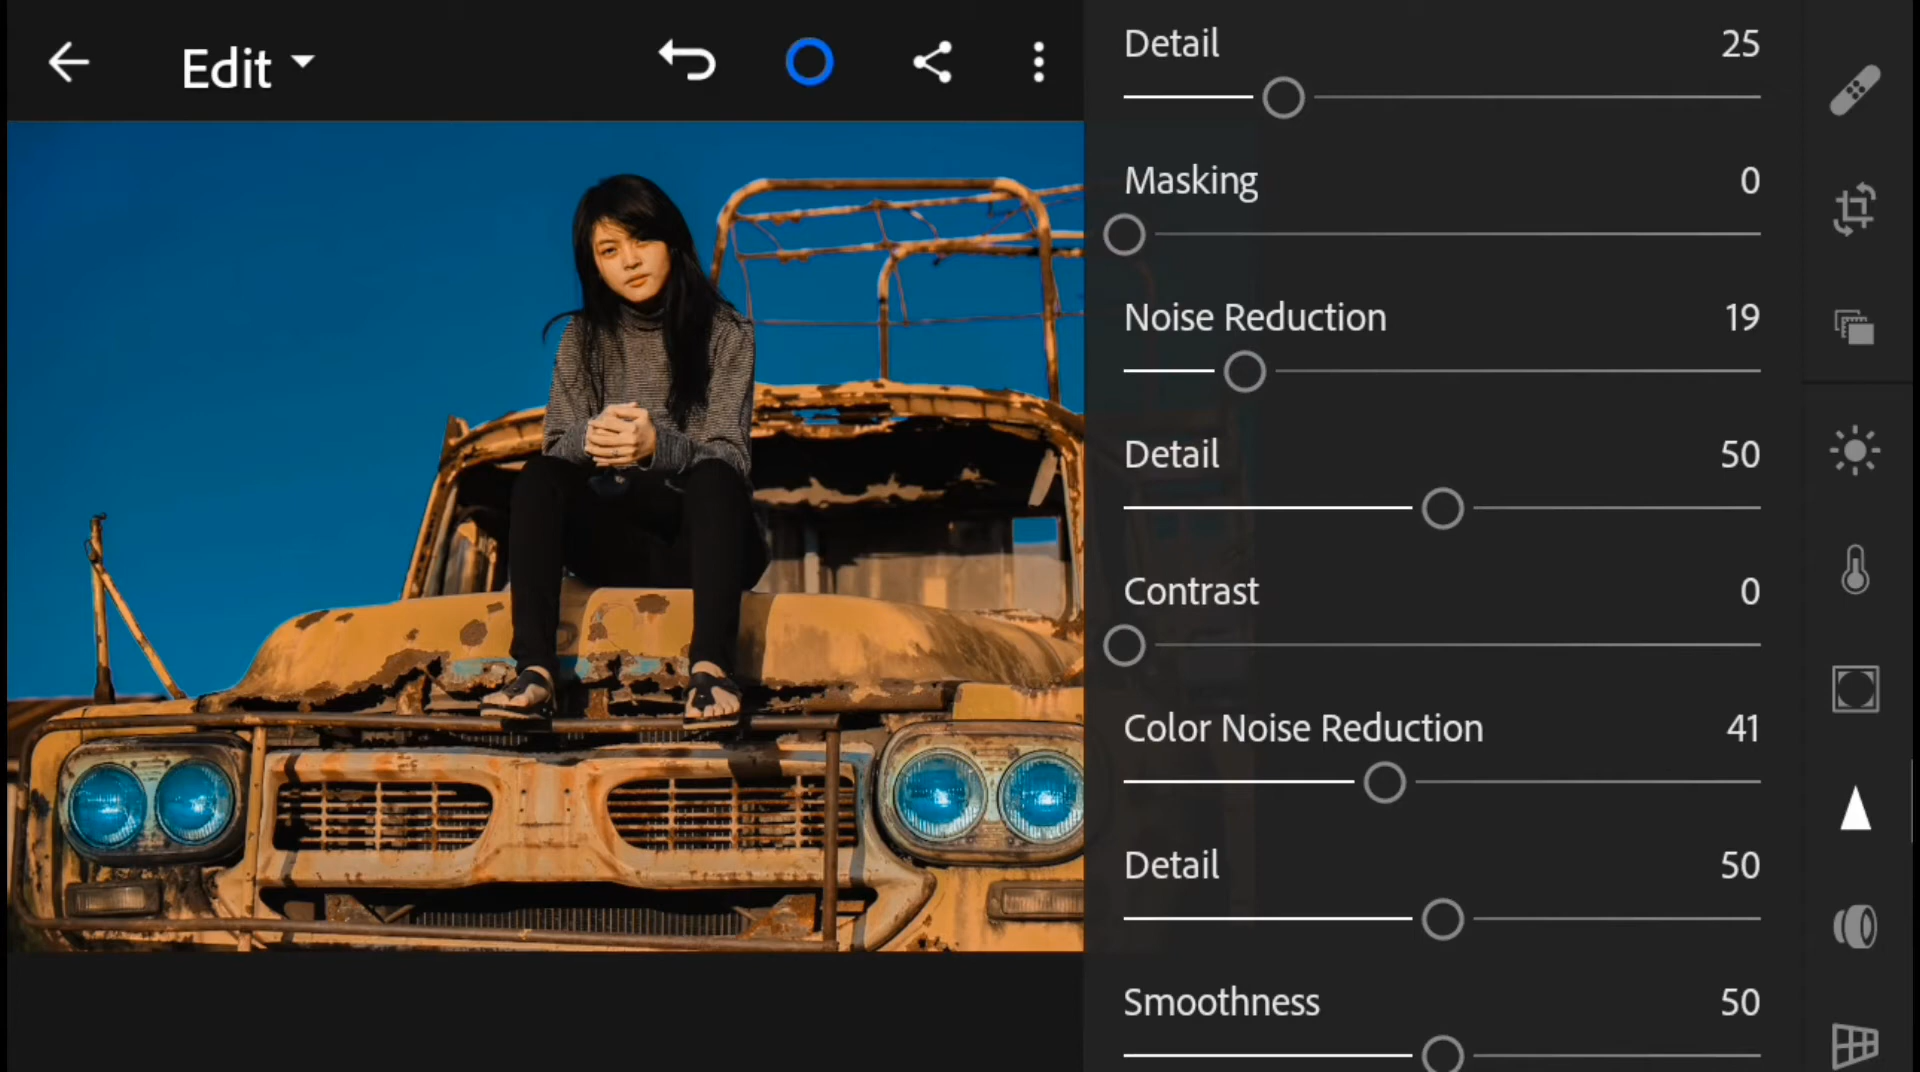 Edit
Detail 25
Masking 0
Noise Reduction 19
Detail 50
Contrast 0
Color Noise Reduction 41
Detail 50
Smoothness 50